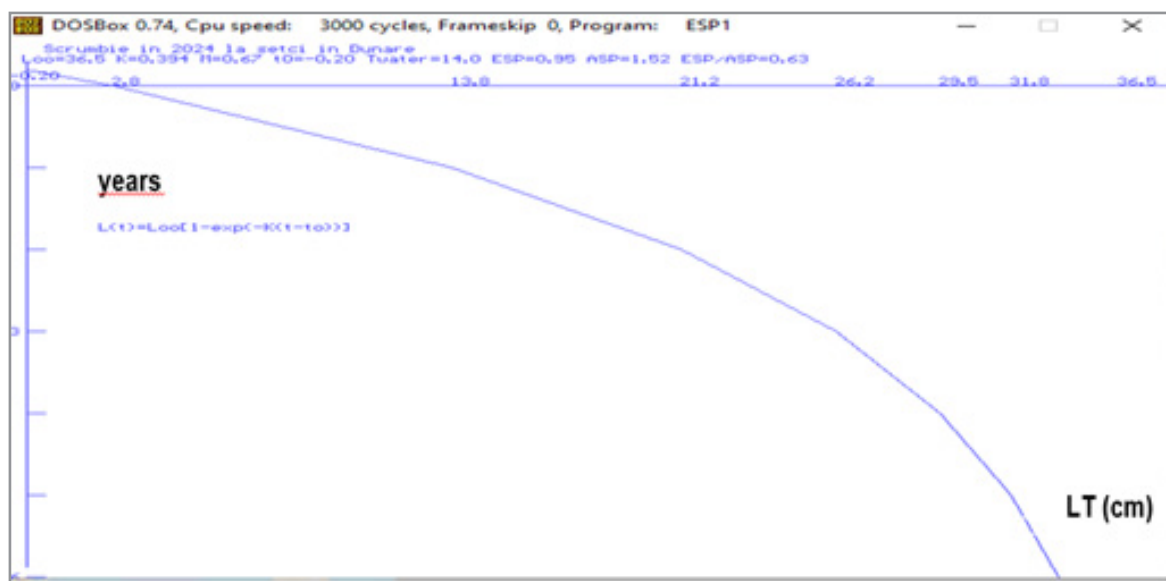 DOSBox 0.74, Cpu speed: 3000 cycles, Frameskip 0, Program: ESP1
Scrumbie in 2024 la setci in Dunare
Loo=36.5 K=0.394 M=0.67 t0=-0.20 Twater=14.0 ESP=0.95 ASP=1.52 ESP/ASP=0.63
-0.20
0 2.8 13.0 21.2 26.2 29.5 31.8 36.5
years
L(t)=Loo[1-exp(-K(t-to))]
3
LT (cm)